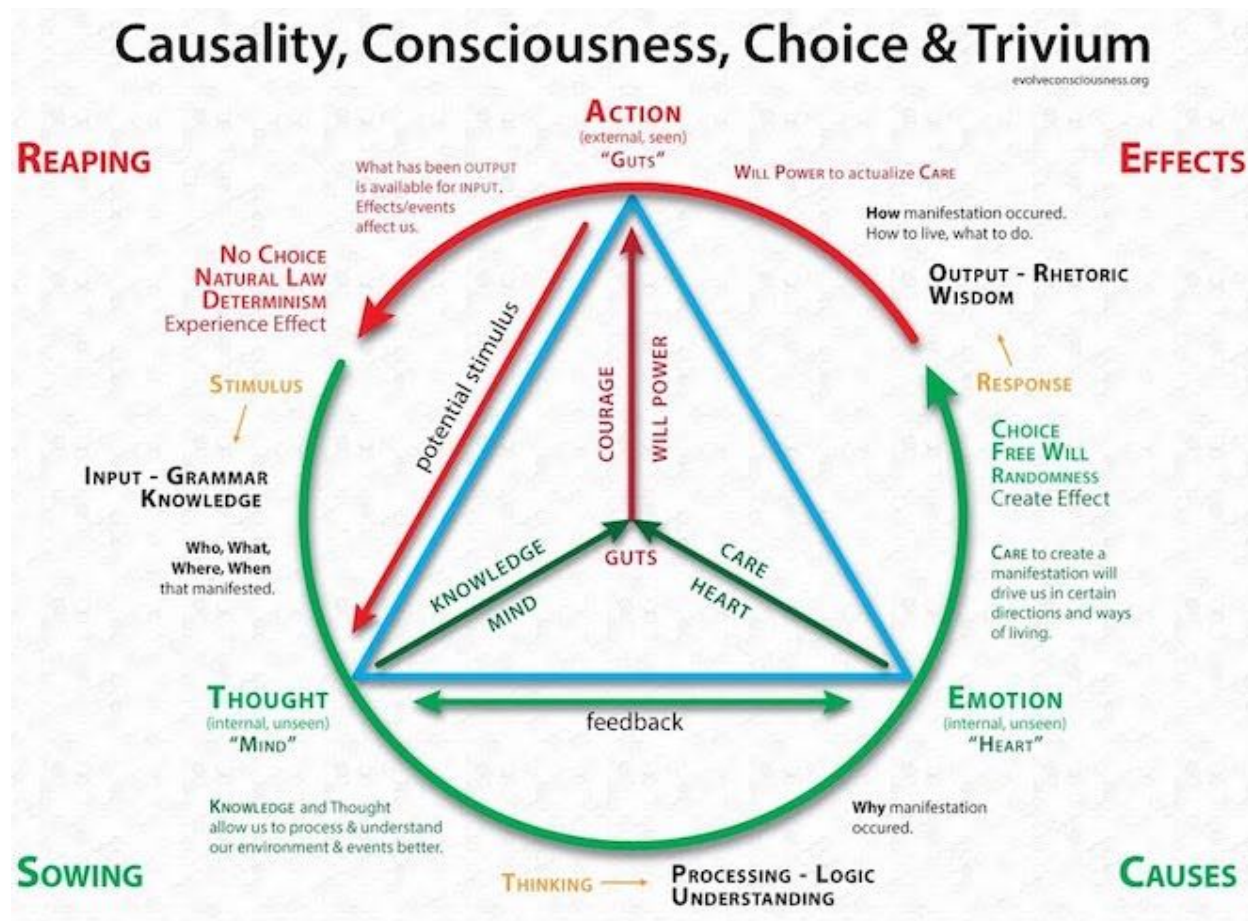 Causality, Consciousness, Choice & Trivium
evolveconsciousness.org
ACTION
(external, seen)
"GUTS"
REAPING
EFFECTS
What has been OUTPUT
is available for INPUT.
Effects/events
affect us.
WILL POWER to actualize CARE
How manifestation occured.
How to live, what to do.
NO CHOICE
NATURAL LAW
DETERMINISM
Experience Effect
OUTPUT - RHETORIC
WISDOM
STIMULUS
RESPONSE
potential stimulus
COURAGE
WILL POWER
CHOICE
FREE WILL
RANDOMNESS
Create Effect
INPUT - GRAMMAR
KNOWLEDGE
Who, What,
Where, When
that manifested.
KNOWLEDGE
MIND
GUTS
CARE
HEART
CARE to create a
manifestation will
drive us in certain
directions and ways
of living.
THOUGHT
(internal, unseen)
"MIND"
feedback
EMOTION
(internal, unseen)
"HEART"
KNOWLEDGE and Thought
allow us to process & understand
our environment & events better.
Why manifestation
occured.
SOWING
THINKING
PROCESSING - LOGIC
UNDERSTANDING
CAUSES